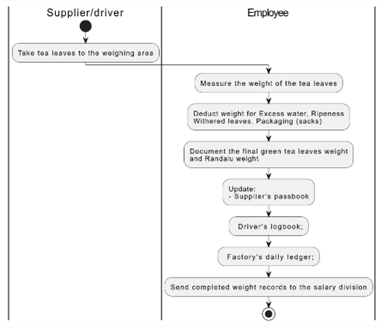 Supplier/driver
Employee
Take tea leaves to the weighing area
Measure the weight of the tea leaves
Deduct weight for Excess water, Ripeness
Withered leaves, Packaging (sacks)
Document the final green tea leaves weight
and Randalu weight
Update:
- Supplier's passbook
Driver's logbook;
Factory's daily ledger;
Send completed weight records to the salary division